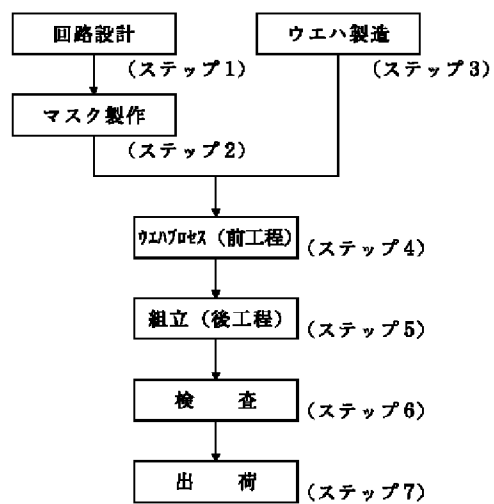 回路設計
ウエハ製造
(ステップ1)
(ステップ3)
マスク製作
(ステップ2)
ウエハプロセス (前工程)
(ステップ4)
組立 (後工程)
(ステップ5)
検 査
(ステップ6)
出 荷
(ステップ7)